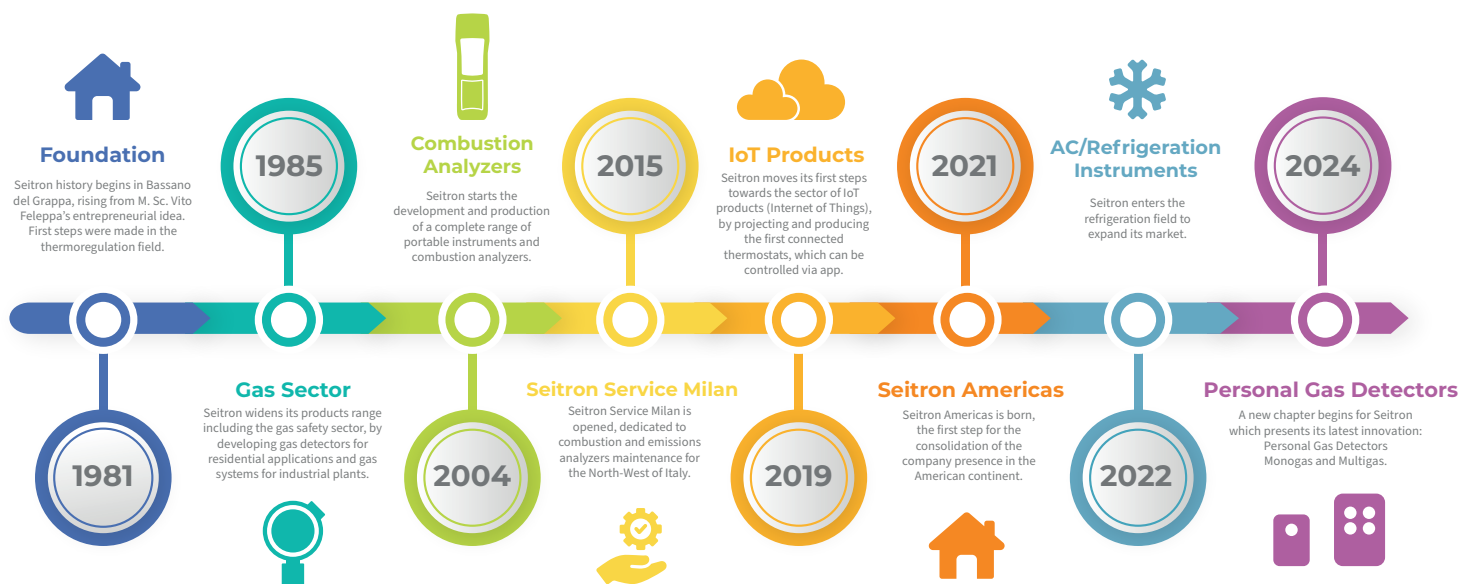 Foundation
Seitron history begins in Bassano
del Grappa, rising from M. Sc. Vito
Feleppa's entrepreneurial idea.
First steps were made in the
thermoregulation field.
1981
1985
Gas Sector
Seitron widens its products range
including the gas safety sector, by
developing gas detectors for
residential applications and gas
systems for industrial plants.
Combustion
Analyzers
Seitron starts the
development and production
of a complete range of
portable instruments and
combustion analyzers.
2004
2015
Seitron Service Milan
Seitron Service Milan is
opened, dedicated to
combustion and emissions
analyzers maintenance for
the North-West of Italy.
IoT Products
Seitron moves its first steps
towards the sector of IoT
products (Internet of Things),
by projecting and producing
the first connected
thermostats, which can be
controlled via app.
2019
2021
Seitron Americas
Seitron Americas is born,
the first step for the
consolidation of the
company presence in the
American continent.
AC/Refrigeration
Instruments
Seitron enters the
refrigeration field to
expand its market.
2022
2024
Personal Gas Detectors
A new chapter begins for Seitron
which presents its latest innovation:
Personal Gas Detectors
Monogas and Multigas.